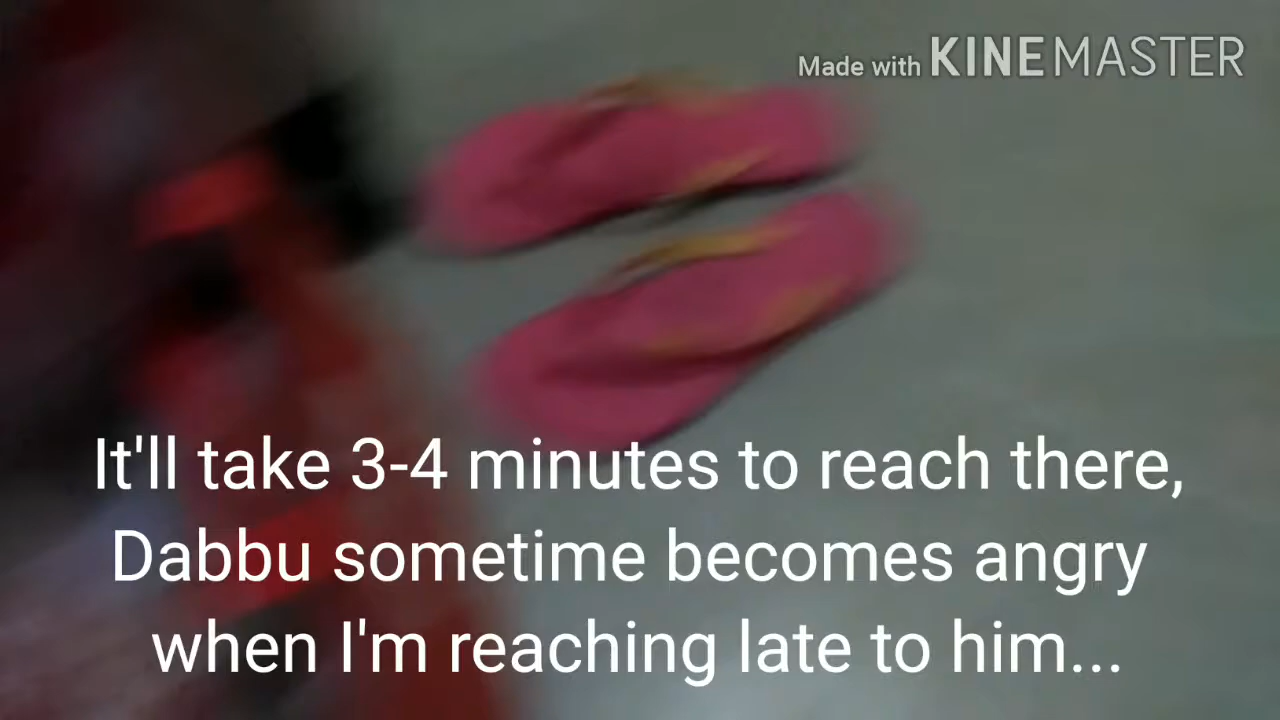 Made with KINEMASTER
It'll take 3-4 minutes to reach there,
Dabbu sometime becomes angry
when I'm reaching late to him...